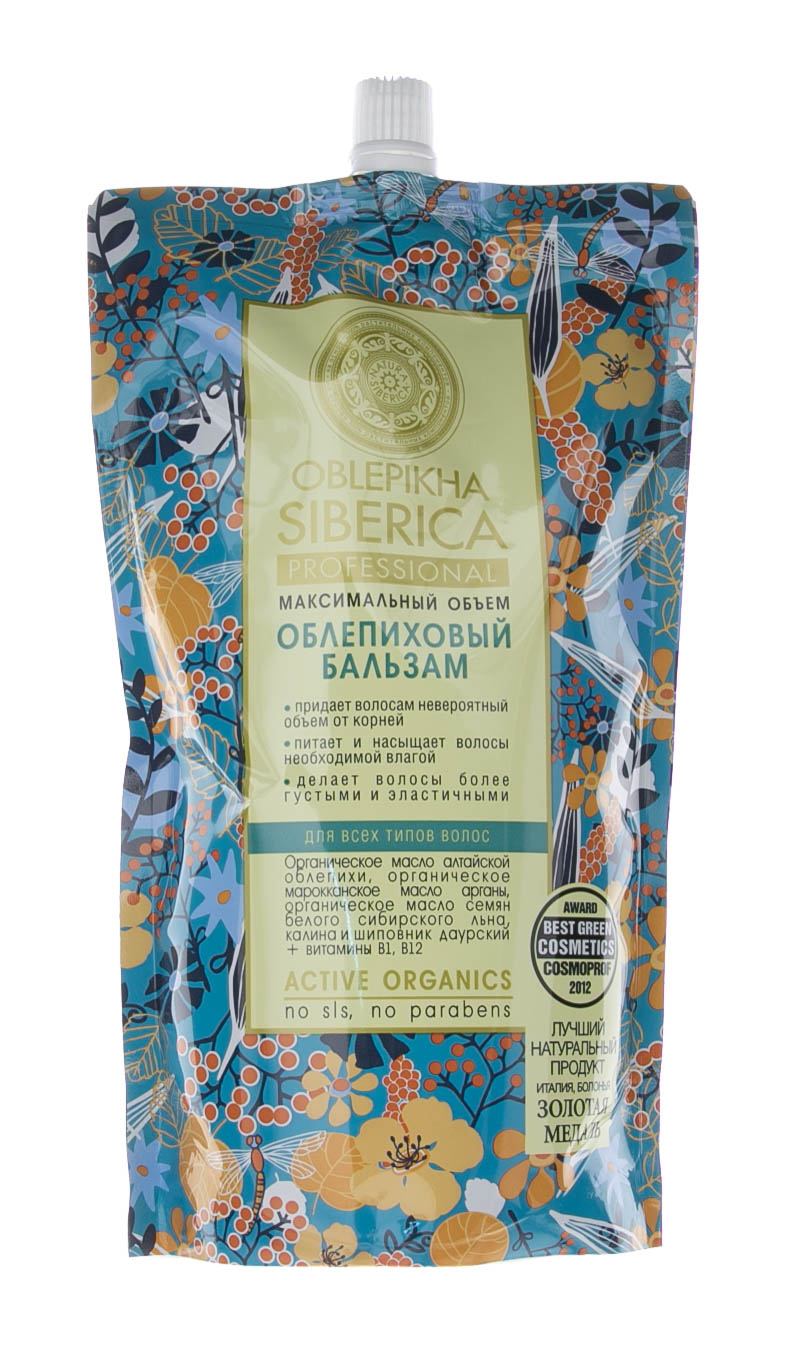 NATURA
SIBERICA
OBLEPIKHA
SIBERICA
PROFESSIONAL
МАКСИМАЛЬНЫЙ ОБЪЕМ
ОБЛЕПИХОВЫЙ
БАЛЬЗАМ
• придает волосам невероятный
объем от корней
• питает и насыщает волосы
необходимой влагой
• делает волосы более
густыми и эластичными
для всех типов волос
Органическое масло алтайской
облепихи, органическое
марокканское масло арганы,
органическое масло семян
белого сибирского льна,
калина и шиповник даурский
+ витамины B1, B12
ACTIVE ORGANICS
no sls, no parabens
AWARD
BEST GREEN
COSMETICS
COSMOPROF
2012
ЛУЧШИЙ
НАТУРАЛЬНЫЙ
ПРОДУКТ
ИТАЛИЯ, БОЛОНЬЯ
ЗОЛОТАЯ
МЕДАЛЬ